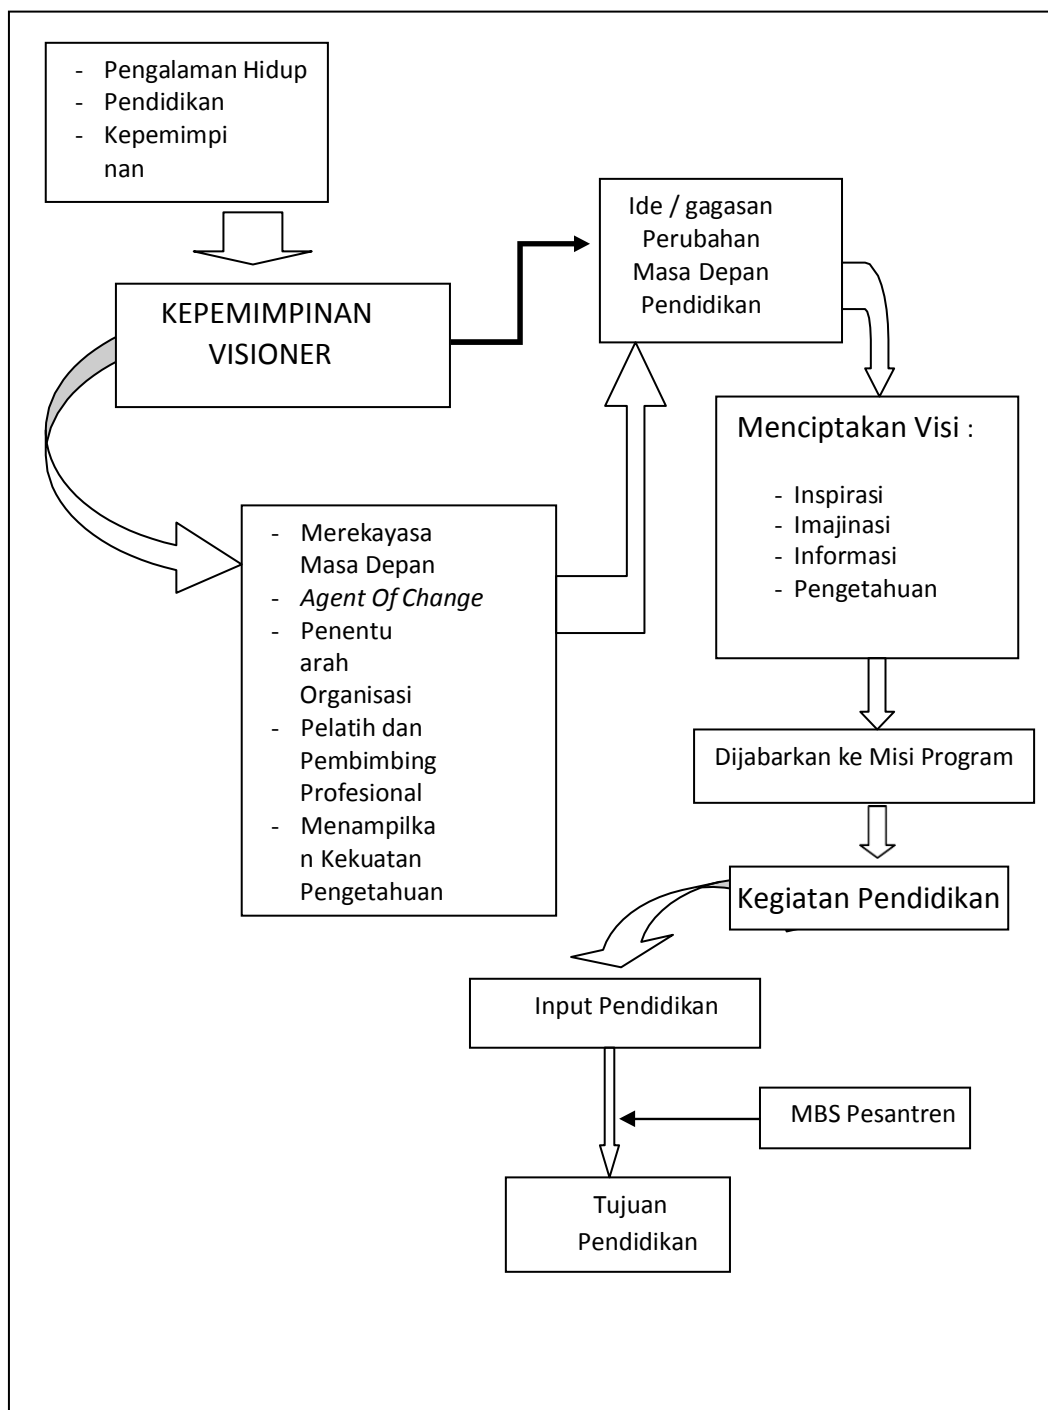 - Pengalaman Hidup
- Pendidikan
- Kepemimpi
nan
KEPEMIMPINAN
VISIONER
Ide / gagasan
Perubahan
Masa Depan
Pendidikan
Menciptakan Visi :
- Inspirasi
- Imajinasi
- Informasi
- Pengetahuan
- Merekayasa
Masa Depan
- Agent Of Change
- Penentu
arah
Organisasi
- Pelatih dan
Pembimbing
Profesional
- Menampilka
n Kekuatan
Pengetahuan
Dijabarkan ke Misi Program
Kegiatan Pendidikan
Input Pendidikan
MBS Pesantren
Tujuan
Pendidikan